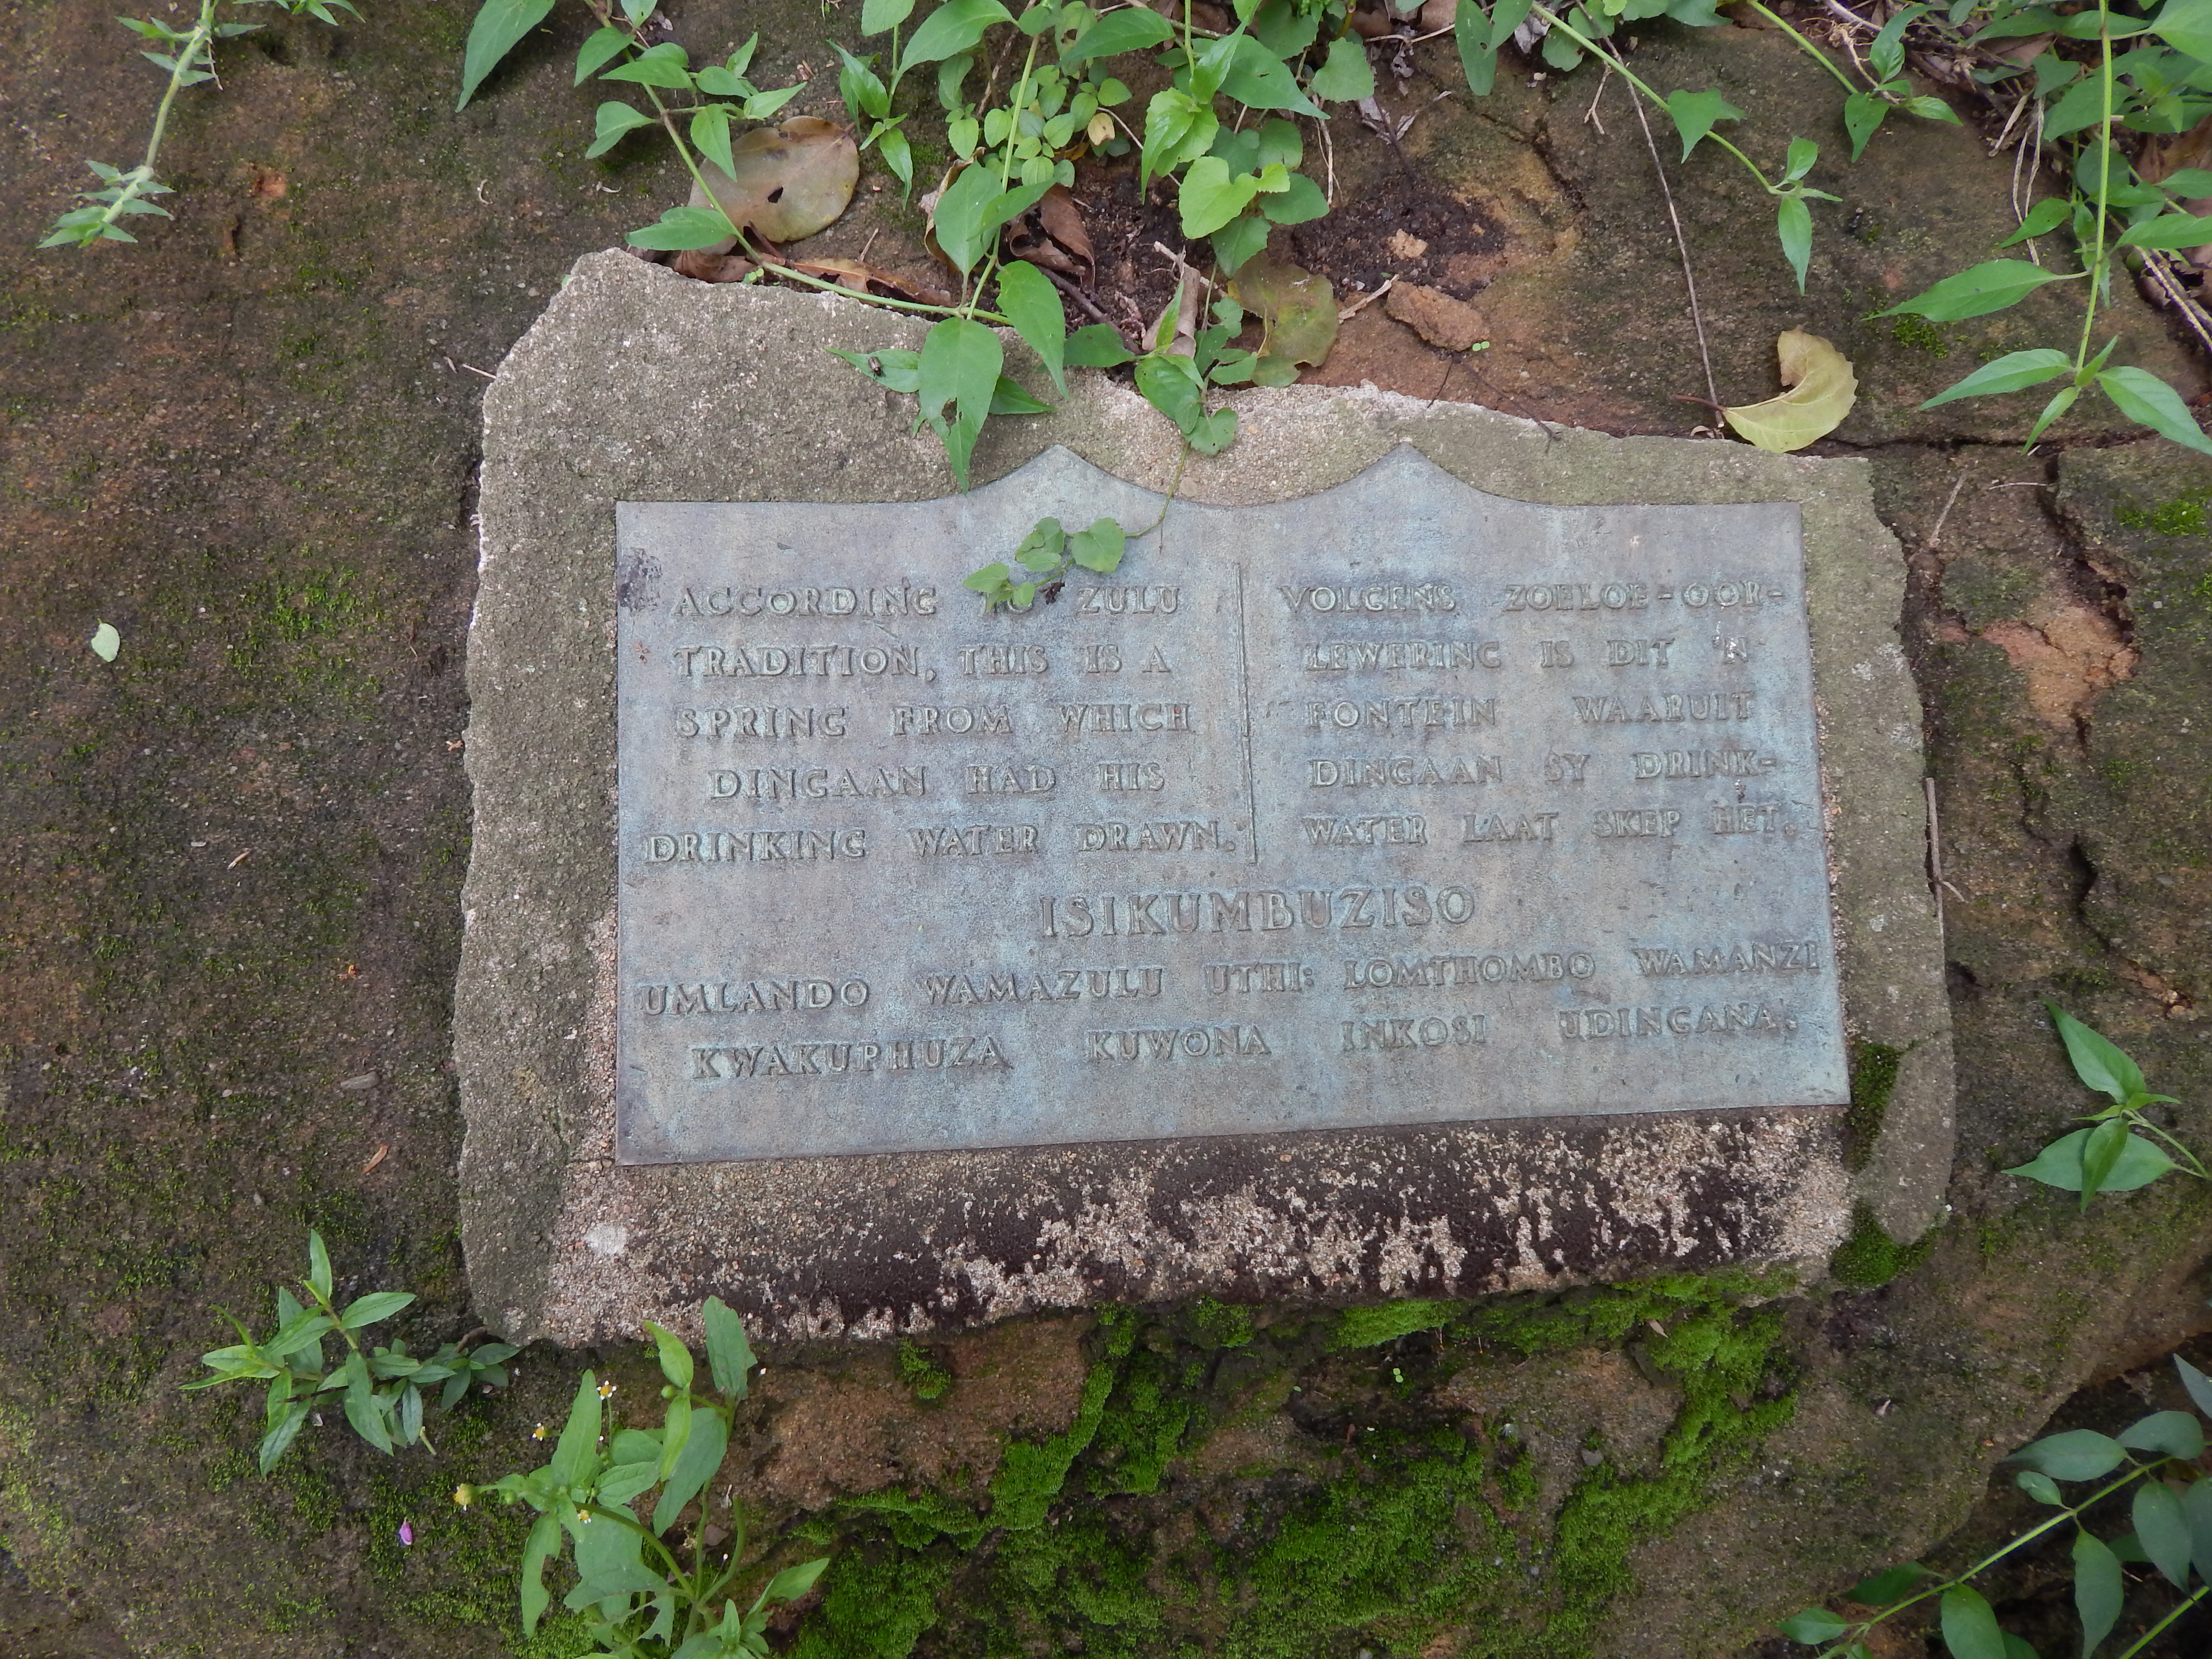 ACCORDING TO ZULU
TRADITION, THIS IS A
SPRING FROM WHICH
DINGAAN HAD HIS
DRINKING WATER DRAWN.
VOLGENS ZOELOE-OOR-
LEWERING IS DIT 'N
FONTEIN WAARUIT
DINGAAN SY DRINK-
WATER LAAT SKEP HET.
ISIKUMBUZISO
UMLANDO WAMAZULU UTHI: LOMTHOMBO WAMANZI
KWAKUPHUZA KUWONA INKOSI UDINGANA.